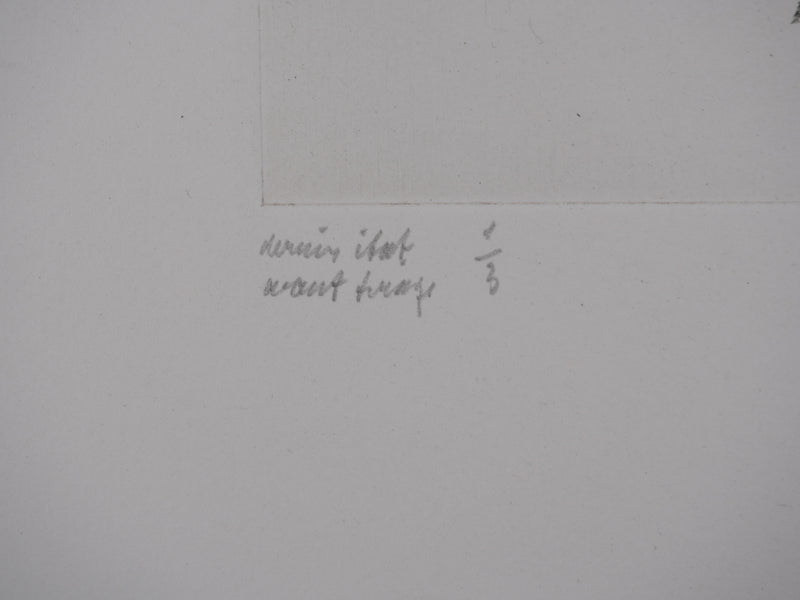 dernier état 1/3
avant tirage